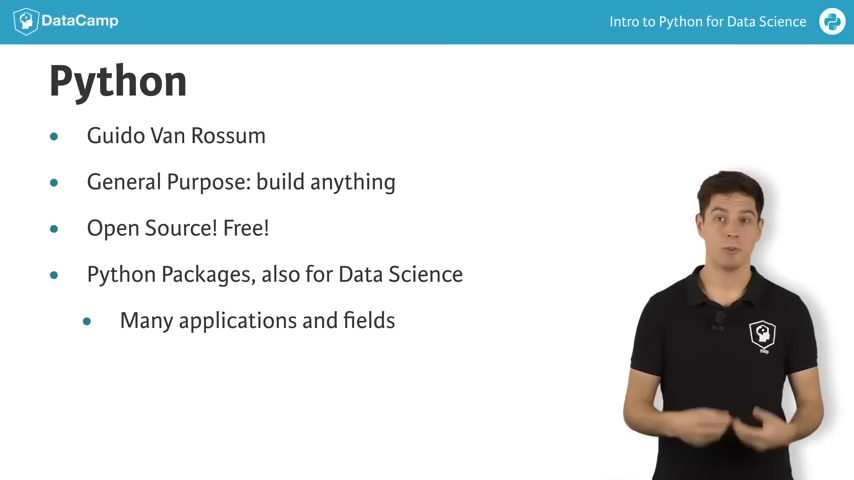 DataCamp
Intro to Python for Data Science
Python
Guido Van Rossum
General Purpose: build anything
Open Source! Free!
Python Packages, also for Data Science
Many applications and fields